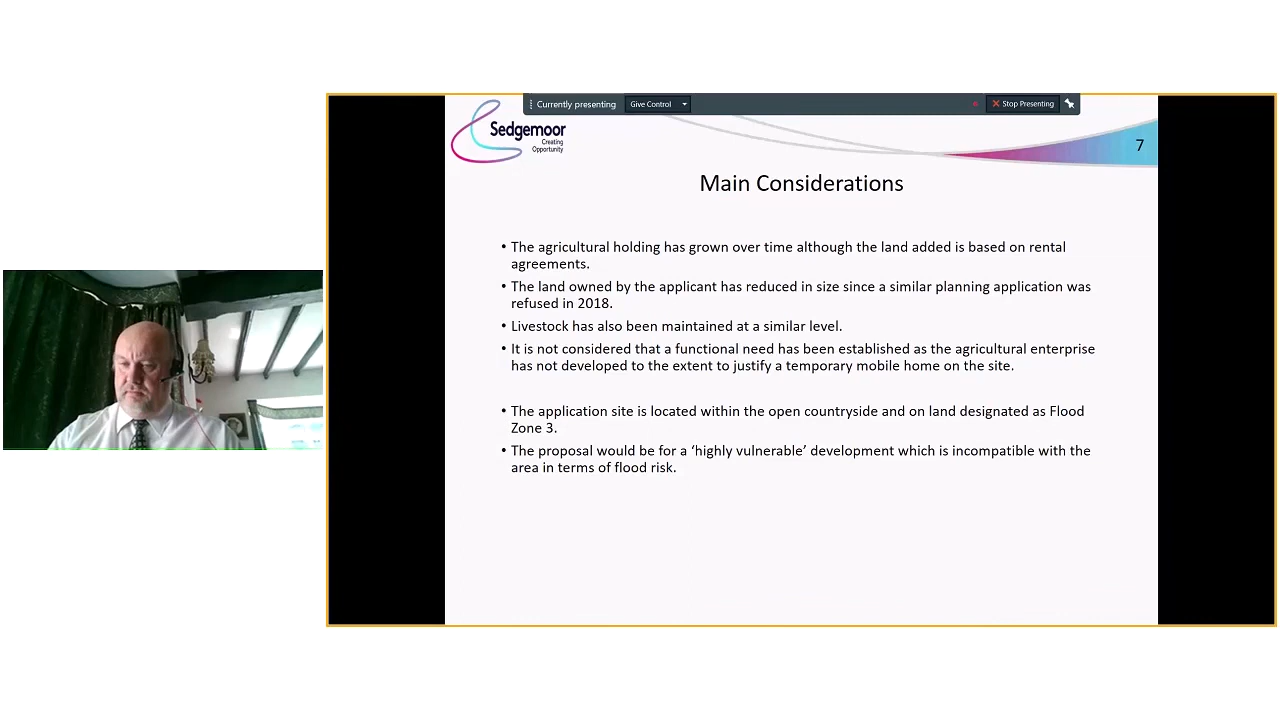 Currently presenting
Give Control
Stop Presenting
Sedgemoor
Creating
Opportunity
7
Main Considerations
• The agricultural holding has grown over time although the land added is based on rental
agreements.
• The land owned by the applicant has reduced in size since a similar planning application was
refused in 2018.
• Livestock has also been maintained at a similar level.
• It is not considered that a functional need has been established as the agricultural enterprise
has not developed to the extent to justify a temporary mobile home on the site.
• The application site is located within the open countryside and on land designated as Flood
Zone 3.
• The proposal would be for a ‘highly vulnerable’ development which is incompatible with the
area in terms of flood risk.